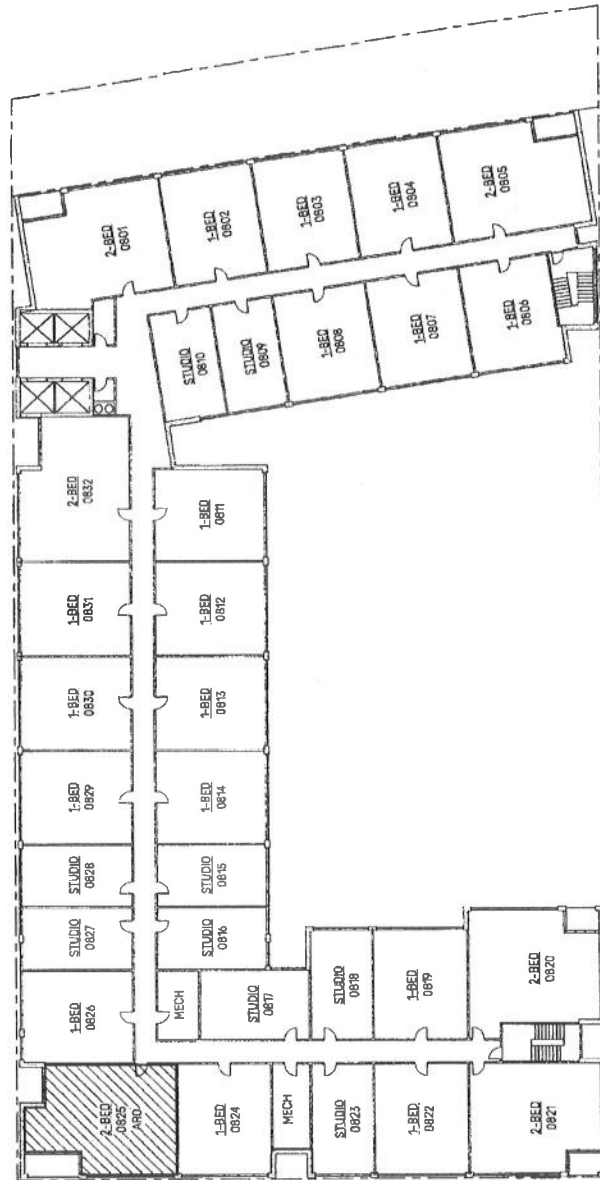 2-BED
0801
1-BED
0802
1-BED
0803
1-BED
0804
2-BED
0805
1-BED
0806
1-BED
0807
1-BED
0808
STUDIO
0809
STUDIO
0810
1-BED
0811
1-BED
0812
1-BED
0813
1-BED
0814
STUDIO
0815
STUDIO
0816
STUDIO
0817
MECH
STUDIO
0818
1-BED
0819
2-BED
0820
2-BED
0821
1-BED
0822
STUDIO
0823
MECH
1-BED
0824
2-BED
0825
ARO
1-BED
0826
STUDIO
0827
STUDIO
0828
1-BED
0829
1-BED
0830
1-BED
0831
2-BED
0832